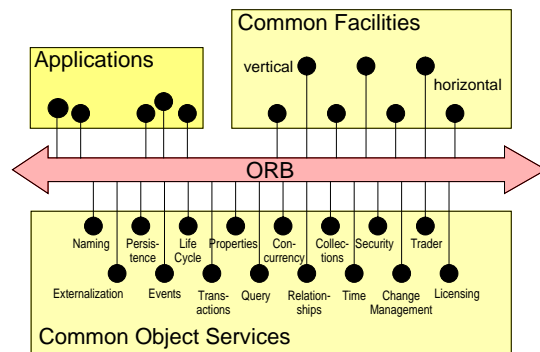 Common Facilities
Applications
vertical
horizontal
ORB
Naming
Persis-
tence
Life
Cycle
Properties
Con-
currency
Collec-
tions
Security
Trader
Externalization
Events
Trans-
actions
Query
Relation-
ships
Time
Change
Management
Licensing
Common Object Services